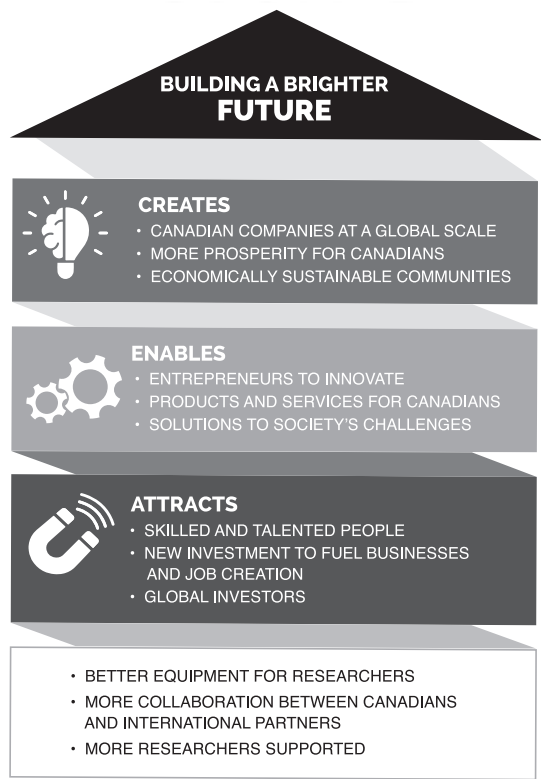 BUILDING A BRIGHTER
FUTURE
CREATES
• CANADIAN COMPANIES AT A GLOBAL SCALE
• MORE PROSPERITY FOR CANADIANS
• ECONOMICALLY SUSTAINABLE COMMUNITIES
ENABLES
• ENTREPRENEURS TO INNOVATE
• PRODUCTS AND SERVICES FOR CANADIANS
• SOLUTIONS TO SOCIETY'S CHALLENGES
ATTRACTS
• SKILLED AND TALENTED PEOPLE
• NEW INVESTMENT TO FUEL BUSINESSES
AND JOB CREATION
• GLOBAL INVESTORS
• BETTER EQUIPMENT FOR RESEARCHERS
• MORE COLLABORATION BETWEEN CANADIANS
AND INTERNATIONAL PARTNERS
• MORE RESEARCHERS SUPPORTED